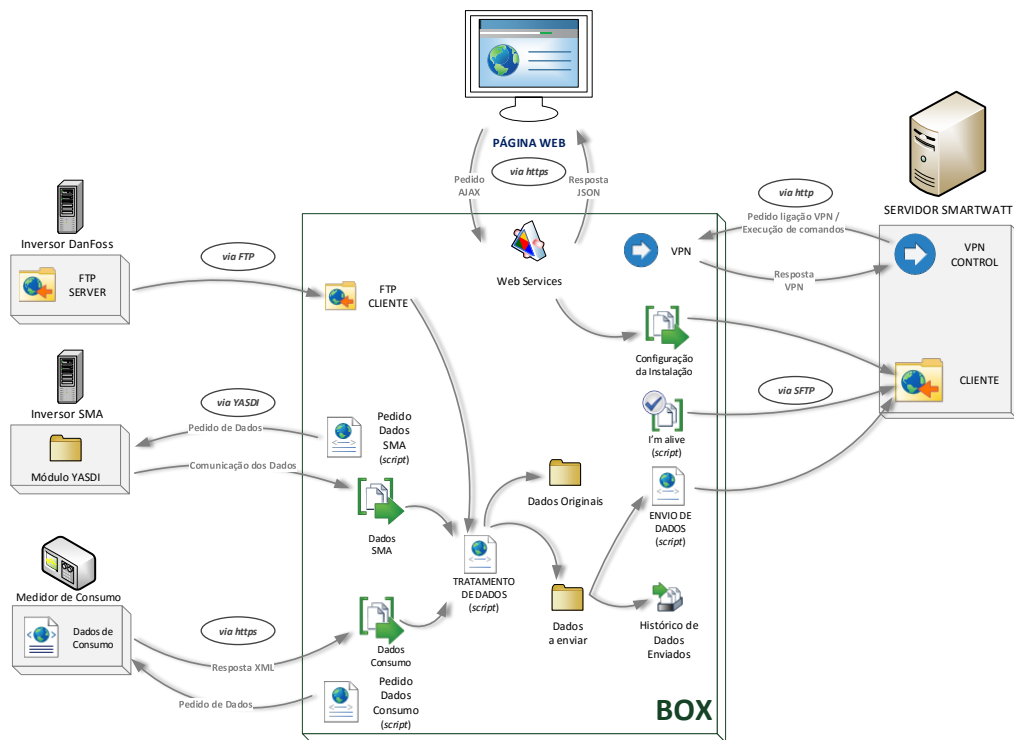 PÁGINA WEB
via https
Pedido
AJAX
Resposta
JSON
via http
SERVIDOR SMARTWATT
Pedido ligação VPN /
Execução de comandos
VPN
CONTROL
Resposta
VPN
VPN
Web Services
Inversor DanFoss
FTP
SERVER
via FTP
FTP
CLIENTE
Configuração
da Instalação
CLIENTE
via SFTP
I'm alive
(script)
Inversor SMA
via YASDI
Pedido de Dados
Pedido
Dados
SMA
(script)
Módulo YASDI
Comunicação dos Dados
Dados
SMA
Dados Originais
ENVIO DE
DADOS
(script)
TRATAMENTO
DE DADOS
(script)
Dados
a enviar
Histórico de
Dados
Enviados
Medidor de Consumo
Dados de
Consumo
via https
Resposta XML
Dados
Consumo
Pedido de Dados
Pedido
Dados
Consumo
(script)
BOX